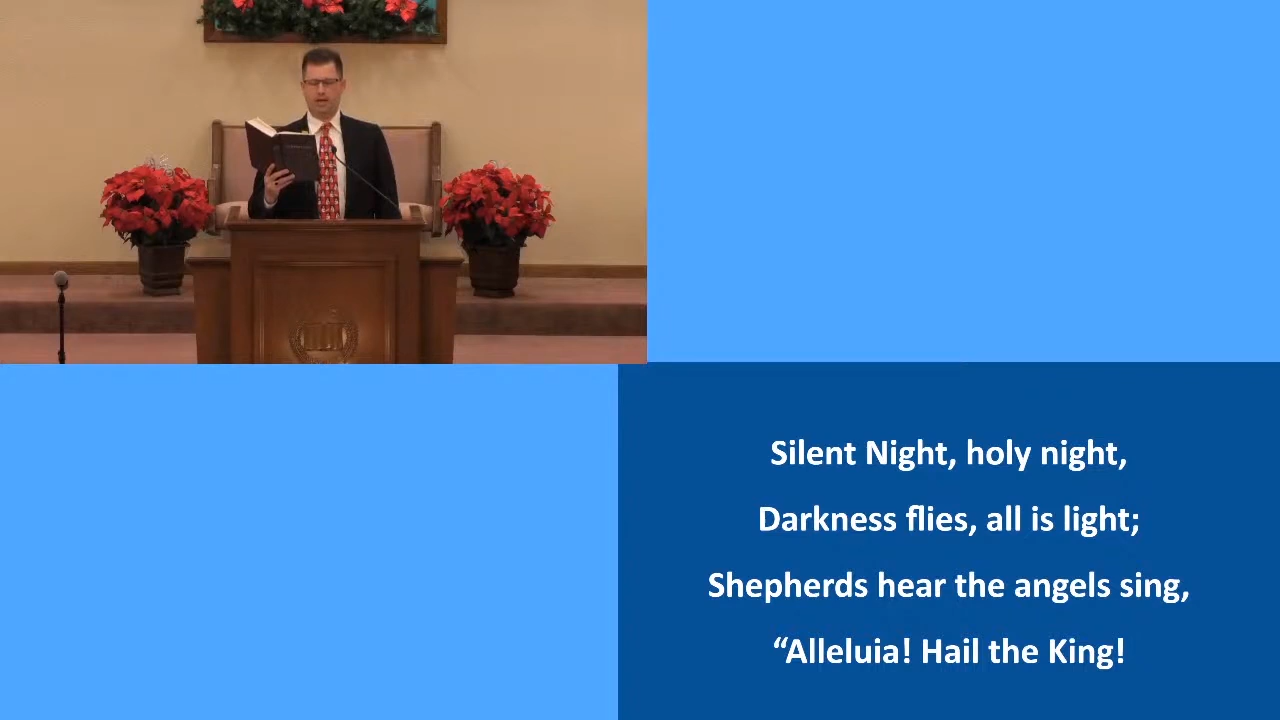 Silent Night, holy night,
Darkness flies, all is light;
Shepherds hear the angels sing,
“Alleluia! Hail the King!